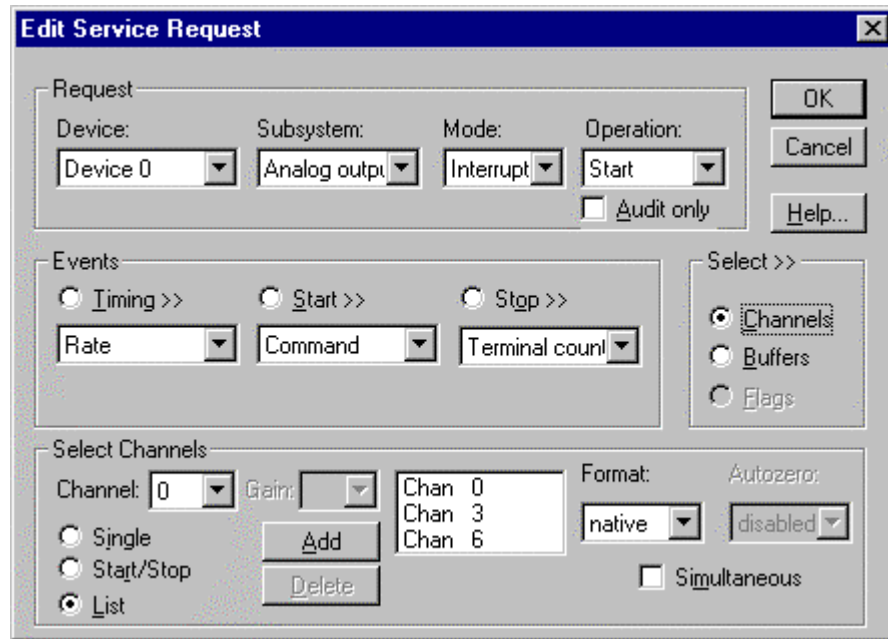 Edit Service Request
Request
OK
Device:
Subsystem:
Mode:
Operation:
Cancel
Device 0
Analog outpu
Interrupt
Start
Audit only
Help...
Events
Select >>
Timing >>
Start >>
Stop >>
Channels
Rate
Command
Terminal count
Buffers
Flags
Select Channels
Channel:
0
Gain:
Chan 0
Chan 3
Chan 6
Format:
Autozero:
native
disabled
Single
Add
Start/Stop
Delete
Simultaneous
List